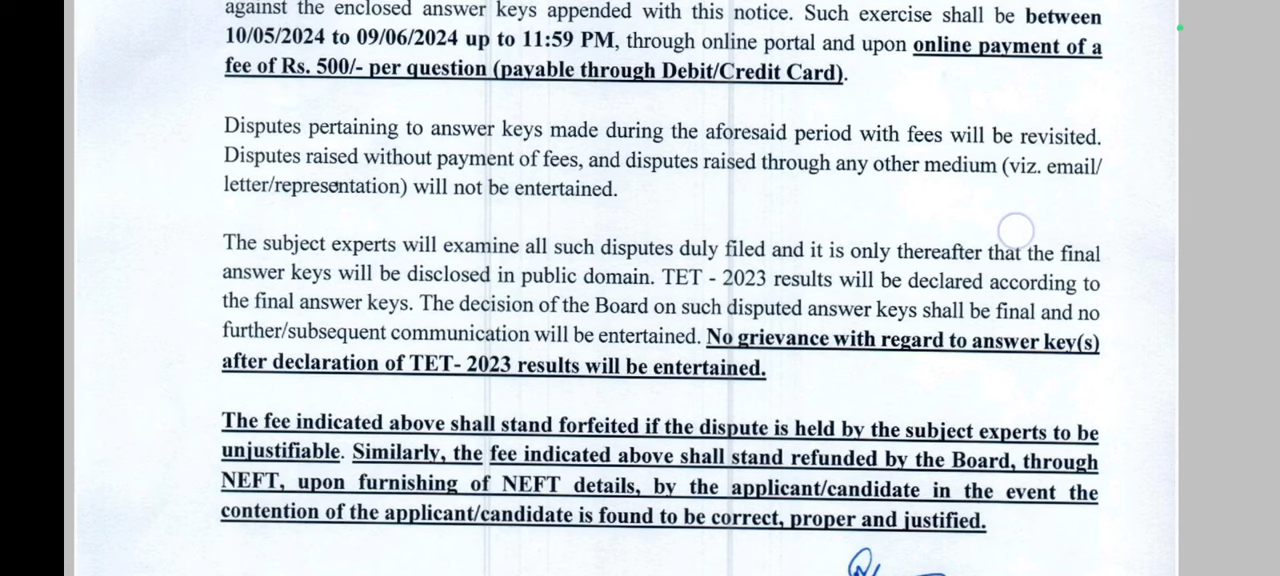 against the enclosed answer keys appended with this notice. Such exercise shall be between
10/05/2024 to 09/06/2024 up to 11:59 PM, through online portal and upon online payment of a
fee of Rs. 500/- per question (payable through Debit/Credit Card).
Disputes pertaining to answer keys made during the aforesaid period with fees will be revisited.
Disputes raised without payment of fees, and disputes raised through any other medium (viz. email/
letter/representation) will not be entertained.
The subject experts will examine all such disputes duly filed and it is only thereafter that the final
answer keys will be disclosed in public domain. TET - 2023 results will be declared according to
the final answer keys. The decision of the Board on such disputed answer keys shall be final and no
further/subsequent communication will be entertained. No grievance with regard to answer key(s)
after declaration of TET- 2023 results will be entertained.
The fee indicated above shall stand forfeited if the dispute is held by the subject experts to be
unjustifiable. Similarly, the fee indicated above shall stand refunded by the Board, through
NEFT, upon furnishing of NEFT details, by the applicant/candidate in the event the
contention of the applicant/candidate is found to be correct, proper and justified.